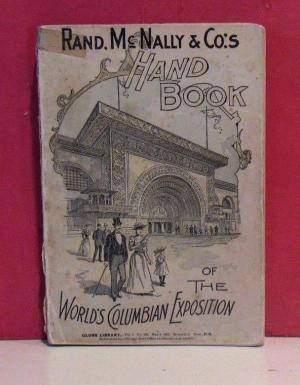 RAND, MCNALLY & CO.'S
HAND
BOOK
OF
THE
WORLD'S COLUMBIAN EXPOSITION
GLOBE LIBRARY,